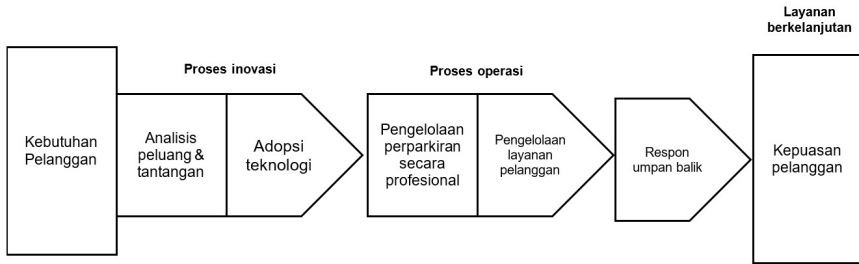 Layanan
berkelanjutan
Proses inovasi
Proses operasi
Kebutuhan
Pelanggan
Analisis
peluang &
tantangan
Adopsi
teknologi
Pengelolaan
perparkiran
secara
profesional
Pengelolaan
layanan
pelanggan
Respon
umpan balik
Kepuasan
pelanggan